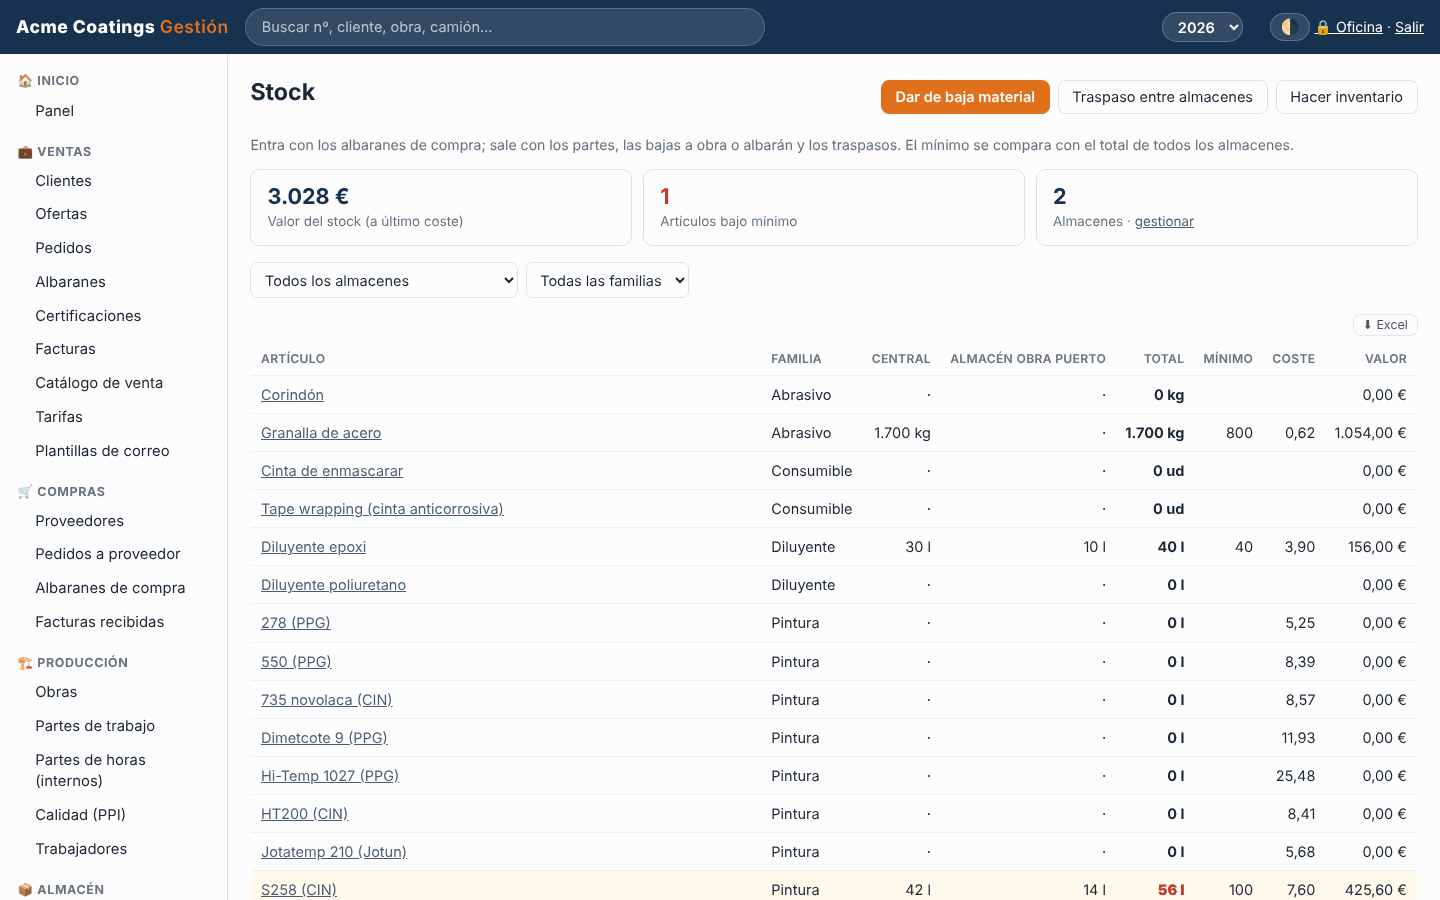 Acme Coatings Gestión
Buscar nº, cliente, obra, camión...
2026
Oficina · Salir
INICIO
Panel
VENTAS
Clientes
Ofertas
Pedidos
Albaranes
Certificaciones
Facturas
Catálogo de venta
Tarifas
Plantillas de correo
COMPRAS
Proveedores
Pedidos a proveedor
Albaranes de compra
Facturas recibidas
PRODUCCIÓN
Obras
Partes de trabajo
Partes de horas
(internos)
Calidad (PPI)
Trabajadores
ALMACÉN
Stock
Dar de baja material
Traspaso entre almacenes
Hacer inventario
Entra con los albaranes de compra; sale con los partes, las bajas a obra o albarán y los traspasos. El mínimo se compara con el total de todos los almacenes.
3.028 €
Valor del stock (a último coste)
1
Artículos bajo mínimo
2
Almacenes · gestionar
Todos los almacenes
Todas las familias
⬇ Excel
ARTÍCULO FAMILIA CENTRAL ALMACÉN OBRA PUERTO TOTAL MÍNIMO COSTE VALOR
Corindón Abrasivo · · 0 kg 0,00 €
Granalla de acero Abrasivo 1.700 kg · 1.700 kg 800 0,62 1.054,00 €
Cinta de enmascarar Consumible · · 0 ud 0,00 €
Tape wrapping (cinta anticorrosiva) Consumible · · 0 ud 0,00 €
Diluyente epoxi Diluyente 30 l 10 l 40 l 40 3,90 156,00 €
Diluyente poliuretano Diluyente · · 0 l 0,00 €
278 (PPG) Pintura · · 0 l 5,25 0,00 €
550 (PPG) Pintura · · 0 l 8,39 0,00 €
735 novolaca (CIN) Pintura · · 0 l 8,57 0,00 €
Dimetcote 9 (PPG) Pintura · · 0 l 11,93 0,00 €
Hi-Temp 1027 (PPG) Pintura · · 0 l 25,48 0,00 €
HT200 (CIN) Pintura · · 0 l 8,41 0,00 €
Jotatemp 210 (Jotun) Pintura · · 0 l 5,68 0,00 €
S258 (CIN) Pintura 42 l 14 l 56 l 100 7,60 425,60 €